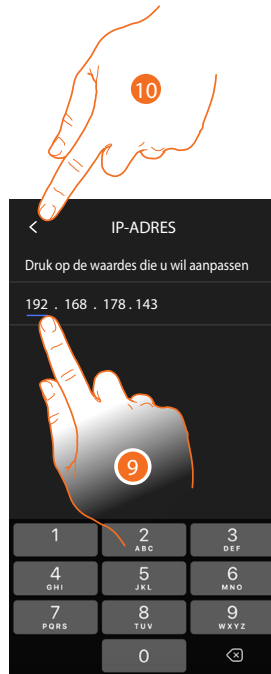 10
IP-ADRES
Druk op de waardes die u wil aanpassen
192 . 168 . 178 . 143
9
1 2 3
ABC DEF
4 5 6
GHI JKL MNO
7 8 9
PQRS TUV WXYZ
0